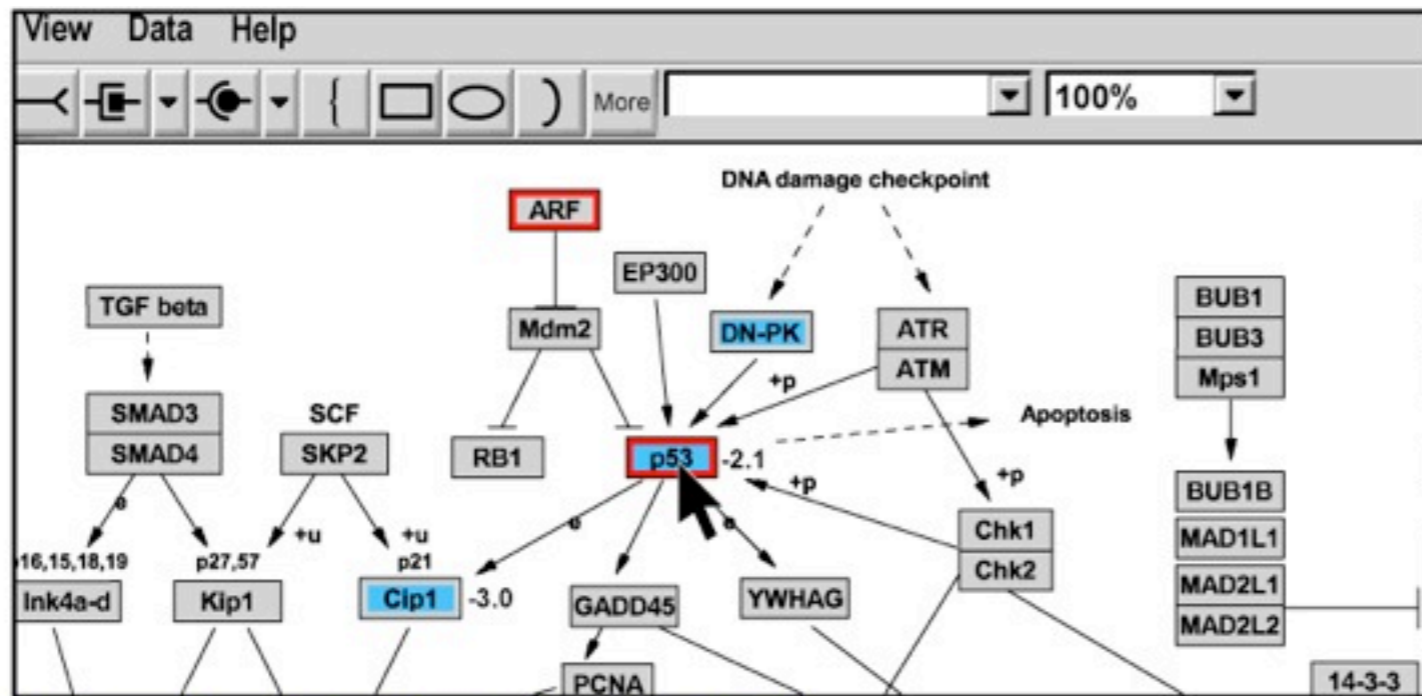 View Data Help
More 100%
DNA damage checkpoint
ARF
EP300
TGF beta
Mdm2
DN-PK
ATR
ATM
BUB1
BUB3
Mps1
+p
SMAD3
SMAD4
SCF
SKP2
RB1
p53 -2.1
Apoptosis
+p
+p
BUB1B
e
+u
+u
e
e
Chk1
Chk2
MAD1L1
MAD2L1
MAD2L2
16,15,18,19
p27,57
p21
Ink4a-d
Kip1
Cip1 -3.0
GADD45
YWHAG
PCNA
14-3-3